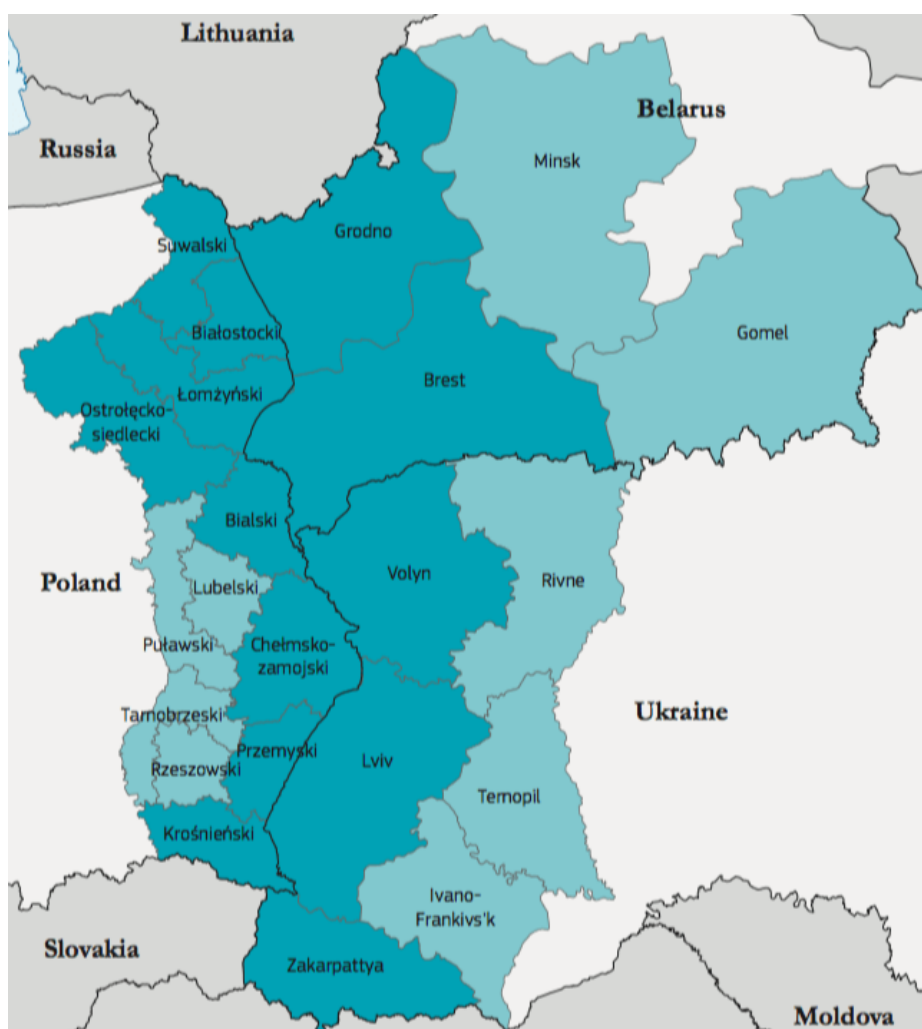 Lithuania
Belarus
Russia
Minsk
Grodno
Suwalski
Białostocki
Gomel
Brest
Łomżyński
Ostrołęcko-
siedlecki
Bialski
Volyn
Rivne
Poland
Lubelski
Puławski
Chełmsko-
zamojski
Ukraine
Tarnobrzeski
Przemyski
Lviv
Rzeszowski
Ternopil
Krośnieński
Ivano-
Frankivs'k
Slovakia
Zakarpattya
Moldova